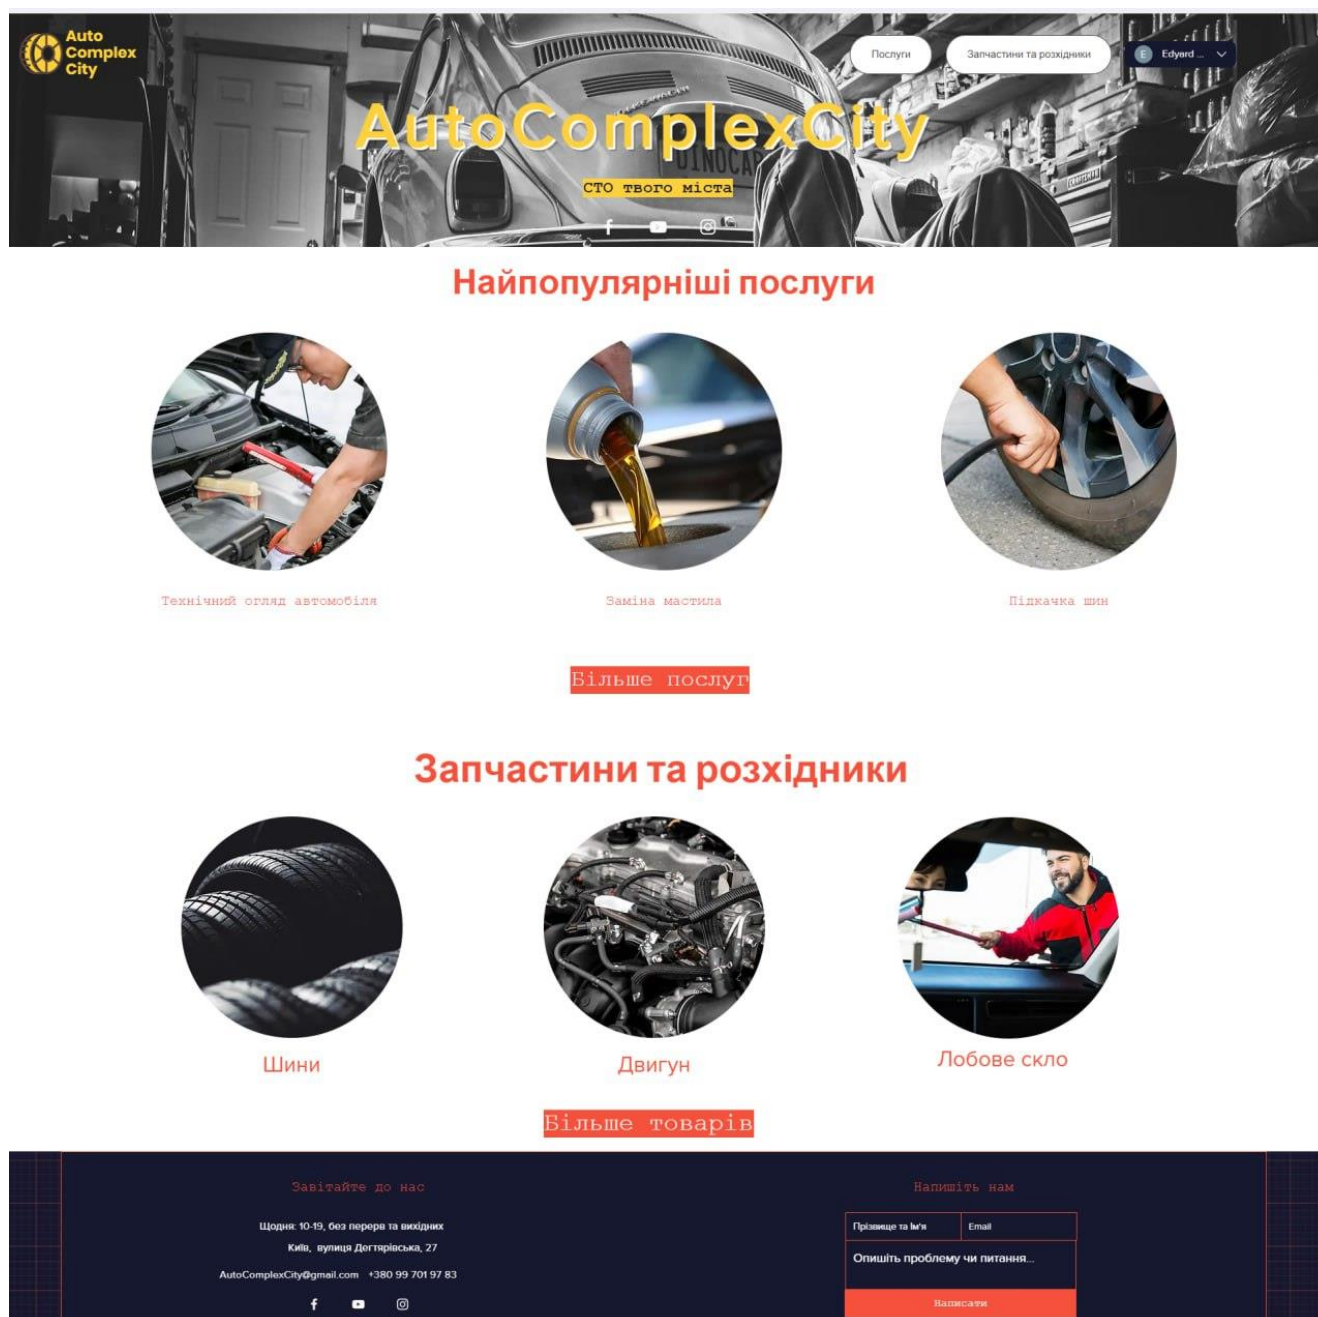 Auto
Complex
City
Послуги
Запчастини та розхідники
E Edyard ...
AutoComplexCity
DINOCAR
СТО твого міста
Найпопулярніші послуги
Технічний огляд автомобіля
Заміна мастила
Підкачка шин
Більше послуг
Запчастини та розхідники
Шини
Двигун
Лобове скло
Більше товарів
Завітайте до нас
Щодня: 10-19, без перерв та вихідних
Київ, вулиця Дегтярівська, 27
AutoComplexCity@gmail.com +380 99 701 97 83
Напишіть нам
Прізвище та Ім'я
Email
Опишіть проблему чи питання...
Написати